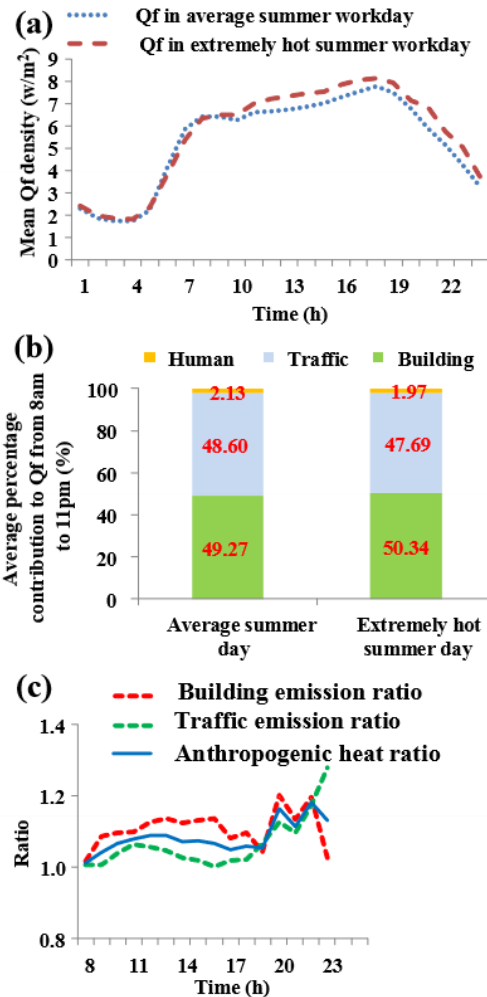 (a)
Qf in average summer workday
Qf in extremely hot summer workday
Mean Qf density (w/m²)
9
8
7
6
5
4
3
2
1
0
1 4 7 10 13 16 19 22
Time (h)
(b)
Human Traffic Building
Average percentage
contribution to Qf from 8am
to 11pm (%)
100
80
60
40
20
0
2.13 1.97
48.60 47.69
49.27 50.34
Average summer
day
Extremely hot
summer day
(c)
Building emission ratio
Traffic emission ratio
Anthropogenic heat ratio
Ratio
1.4
1.2
1.0
0.8
8 11 14 17 20 23
Time (h)